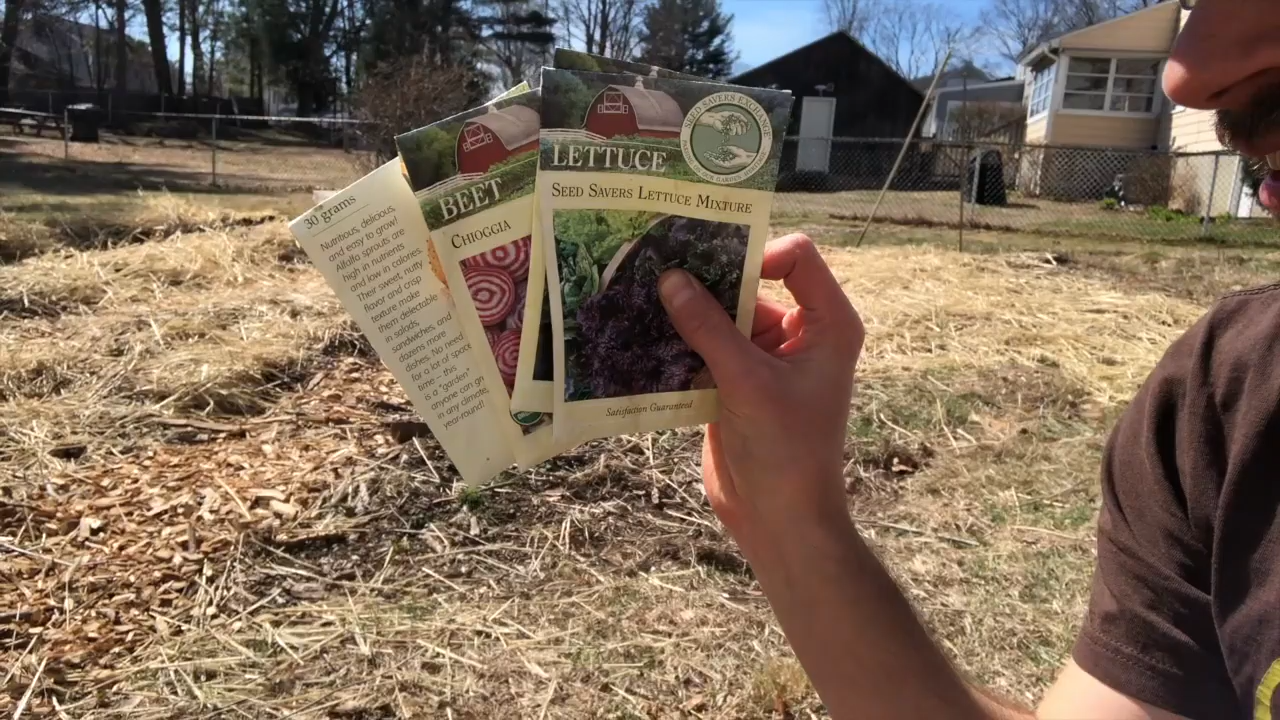 30 grams
Nutritious, delicious,
and easy to grow!
Alfalfa sprouts are
high in nutrients
and low in calories.
Their sweet, nutty
flavor and crisp
texture make
them delectable
in salads,
sandwiches, and
dozens more
dishes. No need
for a lot of space
time – this
is a "garden"
anyone can go
in any climate,
year-round!
BEET
CHIOGGIA
LETTUCE
SEED SAVERS EXCHANGE
SEED SAVERS LETTUCE MIXTURE
Satisfaction Guaranteed